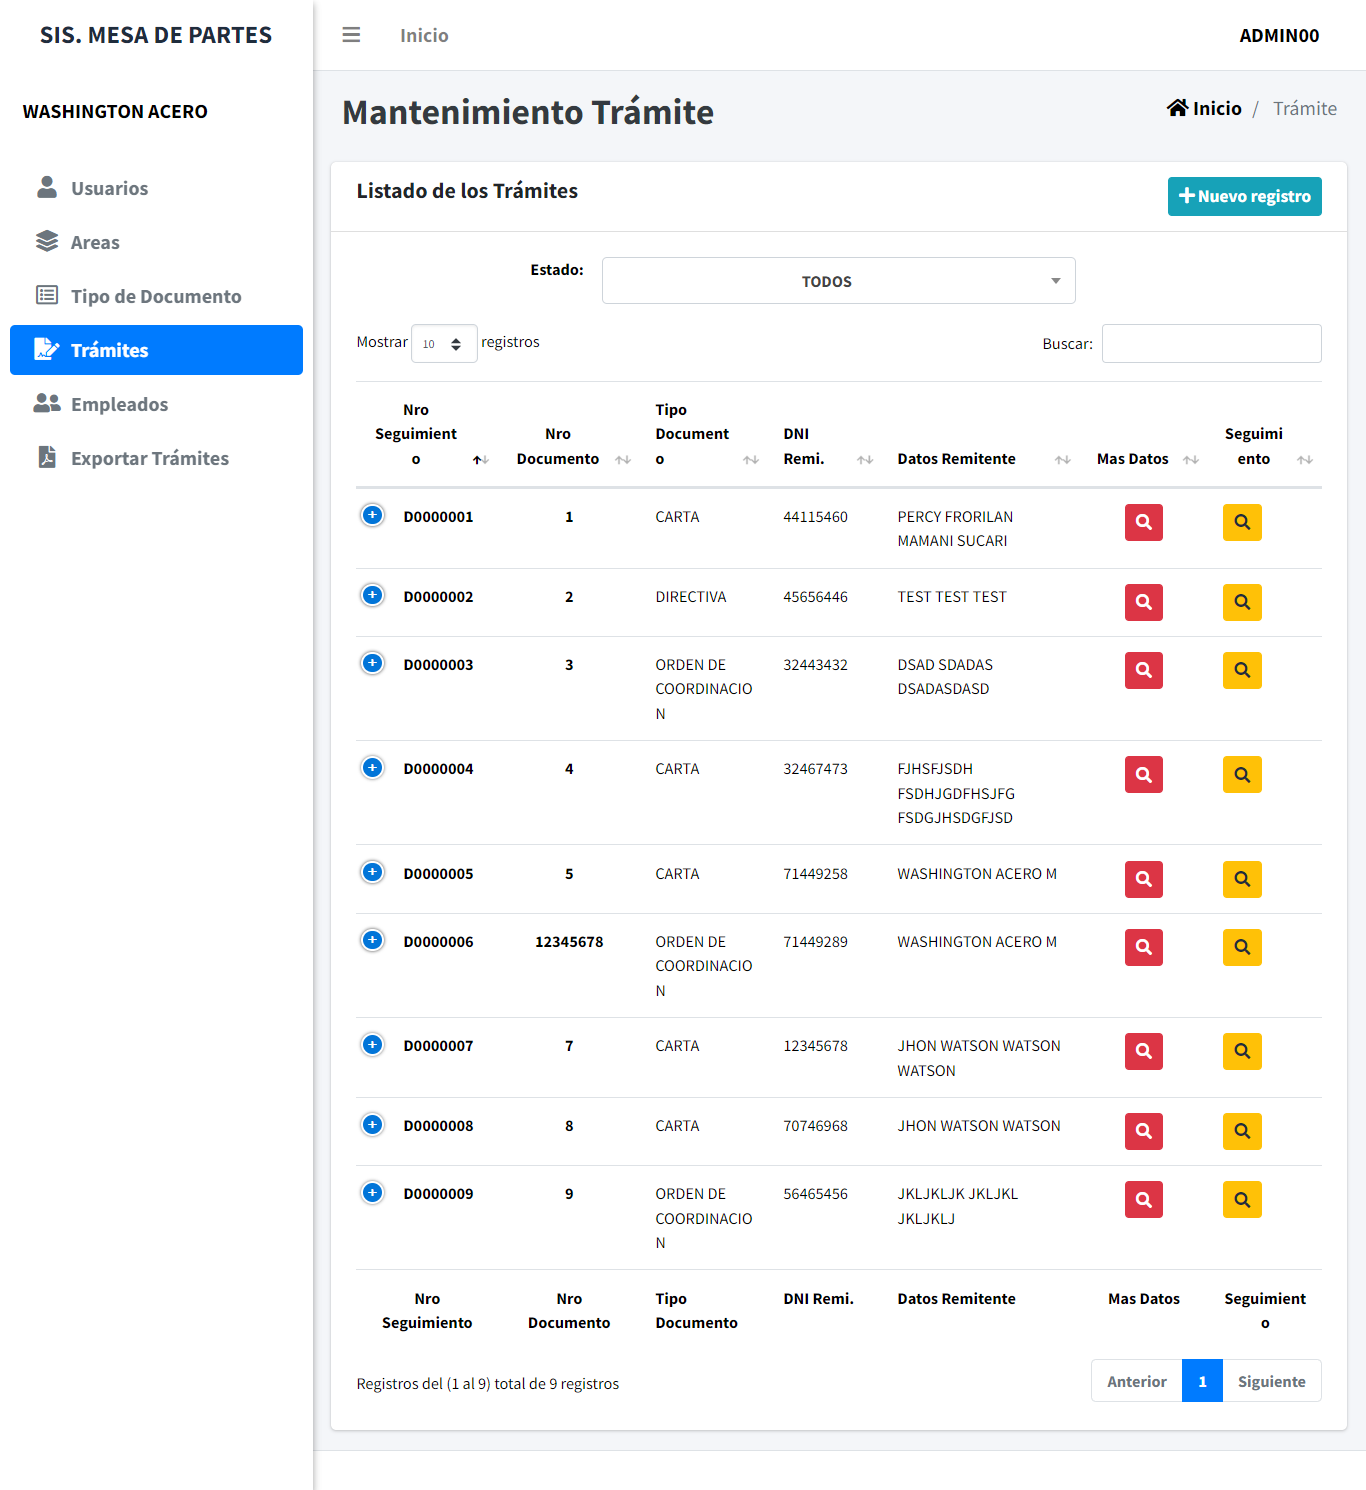 SIS. MESA DE PARTES
Inicio
ADMIN00
WASHINGTON ACERO
Usuarios
Areas
Tipo de Documento
Trámites
Empleados
Exportar Trámites
Mantenimiento Trámite
Inicio / Trámite
Listado de los Trámites
Nuevo registro
Estado:
TODOS
Mostrar 10 registros
Buscar:
Nro
Seguimient
o
Nro
Documento
Tipo
Document
o
DNI
Remi.
Datos Remitente
Mas Datos
Seguimi
ento
D0000001 1 CARTA 44115460 PERCY FRORILAN
MAMANI SUCARI
D0000002 2 DIRECTIVA 45656446 TEST TEST TEST
D0000003 3 ORDEN DE 32443432 DSAD SDADAS
COORDINACIO DSADASDASD
N
D0000004 4 CARTA 32467473 FJHSFJSDH
FSDHJGDFHSJFG
FSDGJHSDGFJSD
D0000005 5 CARTA 71449258 WASHINGTON ACERO M
D0000006 12345678 ORDEN DE 71449289 WASHINGTON ACERO M
COORDINACIO
N
D0000007 7 CARTA 12345678 JHON WATSON WATSON
WATSON
D0000008 8 CARTA 70746968 JHON WATSON WATSON
D0000009 9 ORDEN DE 56465456 JKLJKLJK JKLJKL
COORDINACIO JKLJKLJ
N
Nro
Seguimiento
Nro
Documento
Tipo
Documento
DNI Remi.
Datos Remitente
Mas Datos
Seguimient
o
Registros del (1 al 9) total de 9 registros
Anterior 1 Siguiente